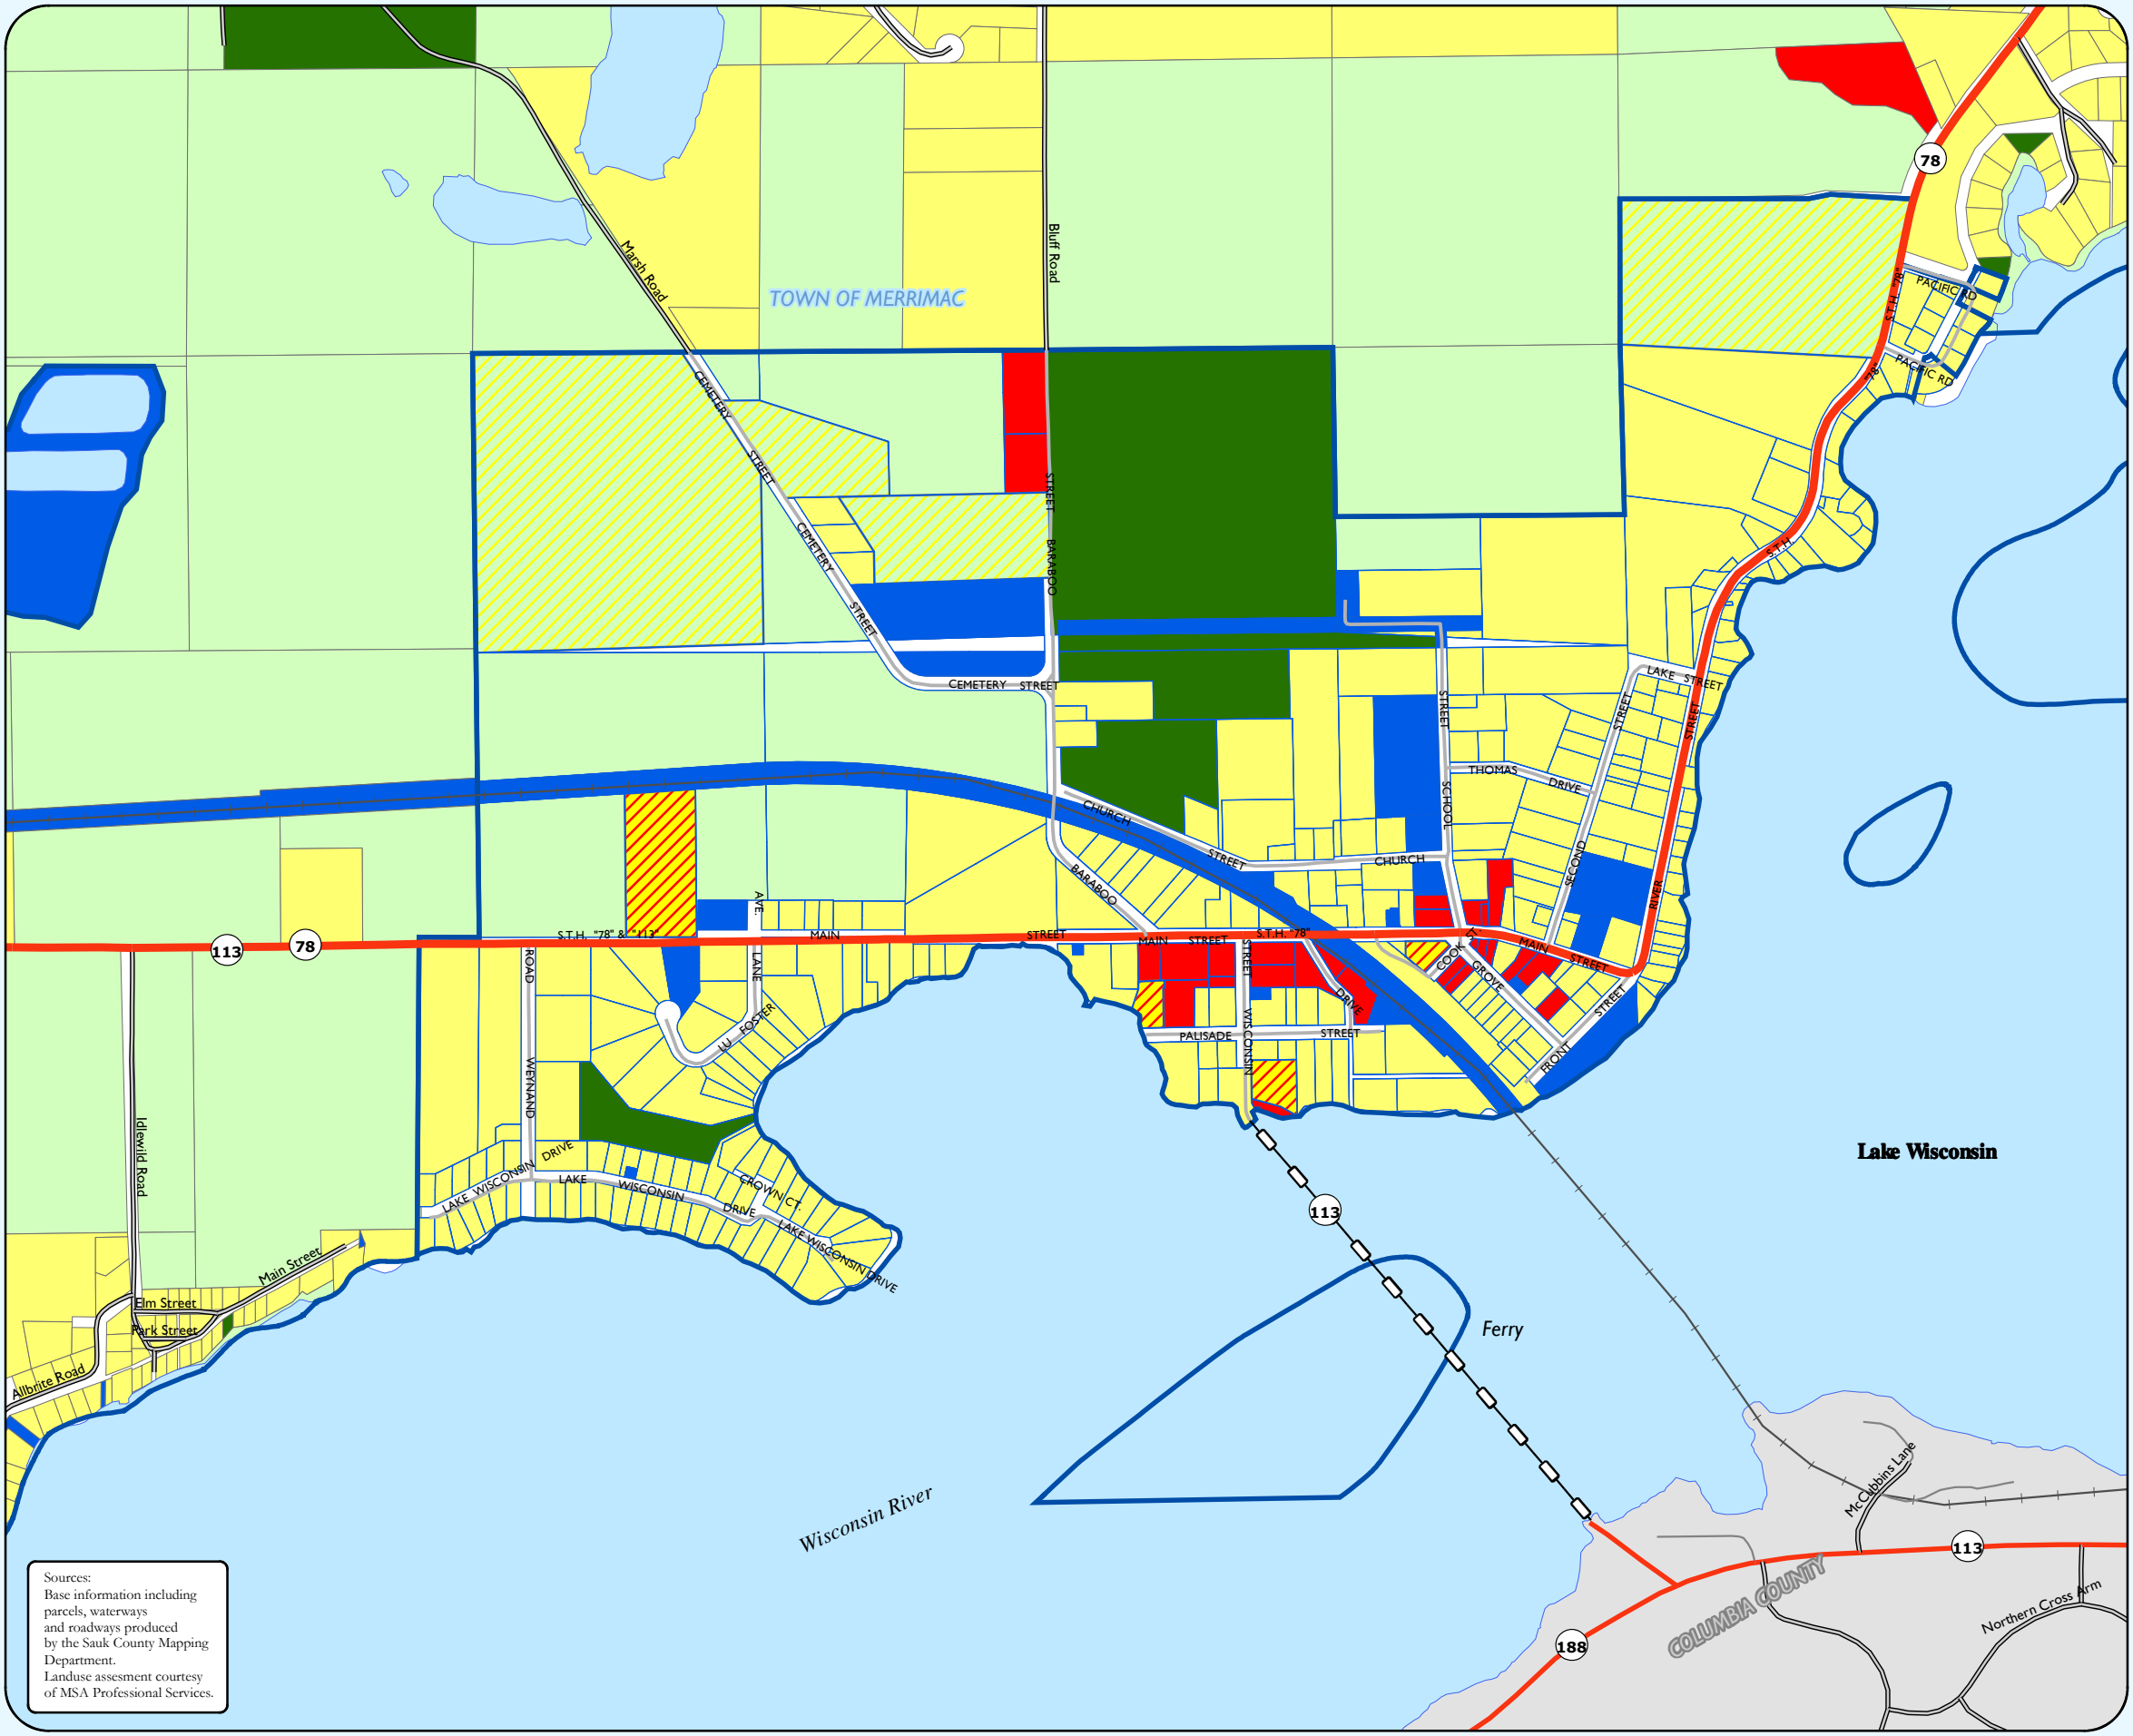 78
Bluff Road
Marsh Road
TOWN OF MERRIMAC
S.T.H. "78"
PACIFIC RD
PACIFIC RD
"78"
CEMETERY
STREET
CEMETERY
STREET
STREET
BARABOO
S.T.H.
CEMETERY STREET
LAKE STREET
STREET
STREET
STREET
THOMAS DRIVE
SCHOOL
CHURCH
STREET
CHURCH
BARABOO
SECOND
RIVER
AVE.
S.T.H. "78" & "113"
MAIN
STREET
MAIN STREET
S.T.H. "78"
COOK ST.
MAIN
STREET
113
78
ROAD
LANE
STREET
GROVE
DRIVE
STREET
LU FOSTER
WISCONSIN
PALISADE
STREET
FRONT
WEYNAND
Idlewild Road
LAKE WISCONSIN DRIVE
LAKE WISCONSIN
DRIVE
CROWN CT.
LAKE WISCONSIN DRIVE
Lake Wisconsin
113
Main Street
Elm Street
Park Street
Allbrite Road
Ferry
Wisconsin River
McCubbins Lane
113
COLUMBIA COUNTY
Northern Cross Arm
188
Sources:
Base information including
parcels, waterways
and roadways produced
by the Sauk County Mapping
Department.
Landuse assesment courtesy
of MSA Professional Services.